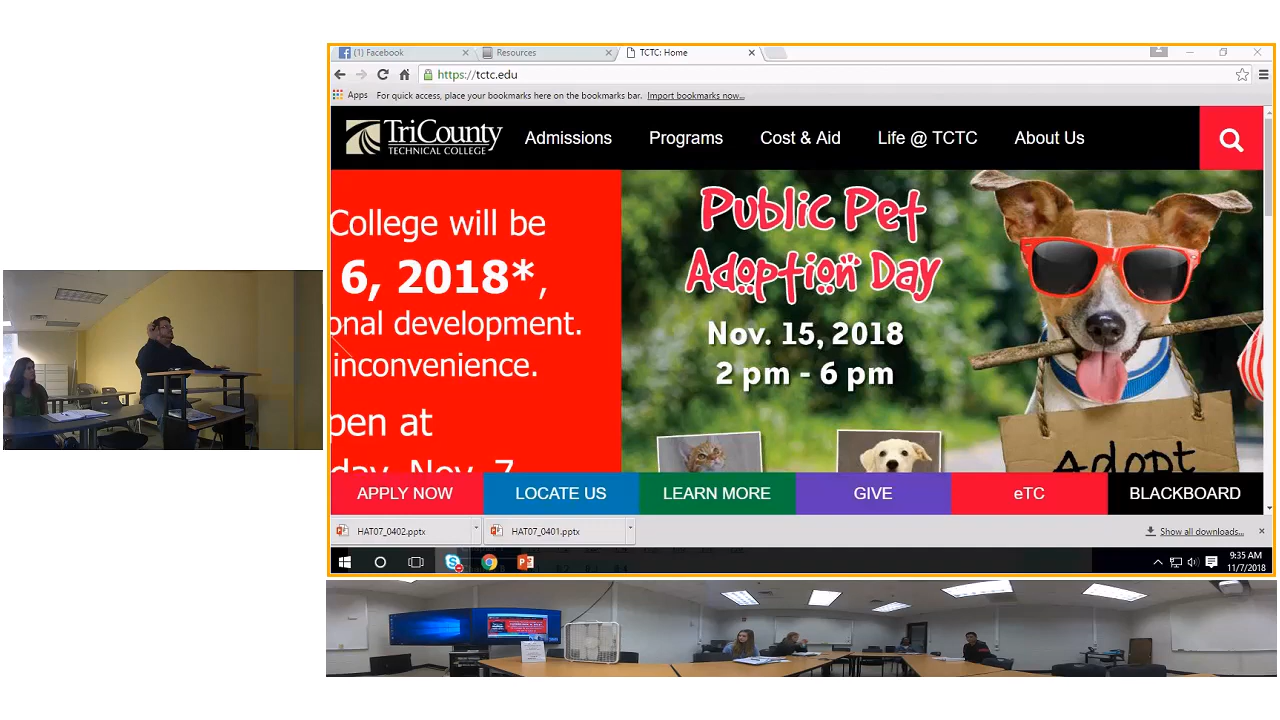 (1) Facebook
Resources
TCTC: Home
https://tctc.edu
Apps
For quick access, place your bookmarks here on the bookmarks bar. Import bookmarks now...
TriCounty
TECHNICAL COLLEGE
Admissions
Programs
Cost & Aid
Life @ TCTC
About Us
College will be
6, 2018*,
onal development.
inconvenience.
pen at
day, Nov. 7
Public Pet
Adoption Day
Nov. 15, 2018
2 pm - 6 pm
Adopt
APPLY NOW
LOCATE US
LEARN MORE
GIVE
eTC
BLACKBOARD
HAT07_0402.pptx
HAT07_0401.pptx
Show all downloads...
9:35 AM
11/7/2018